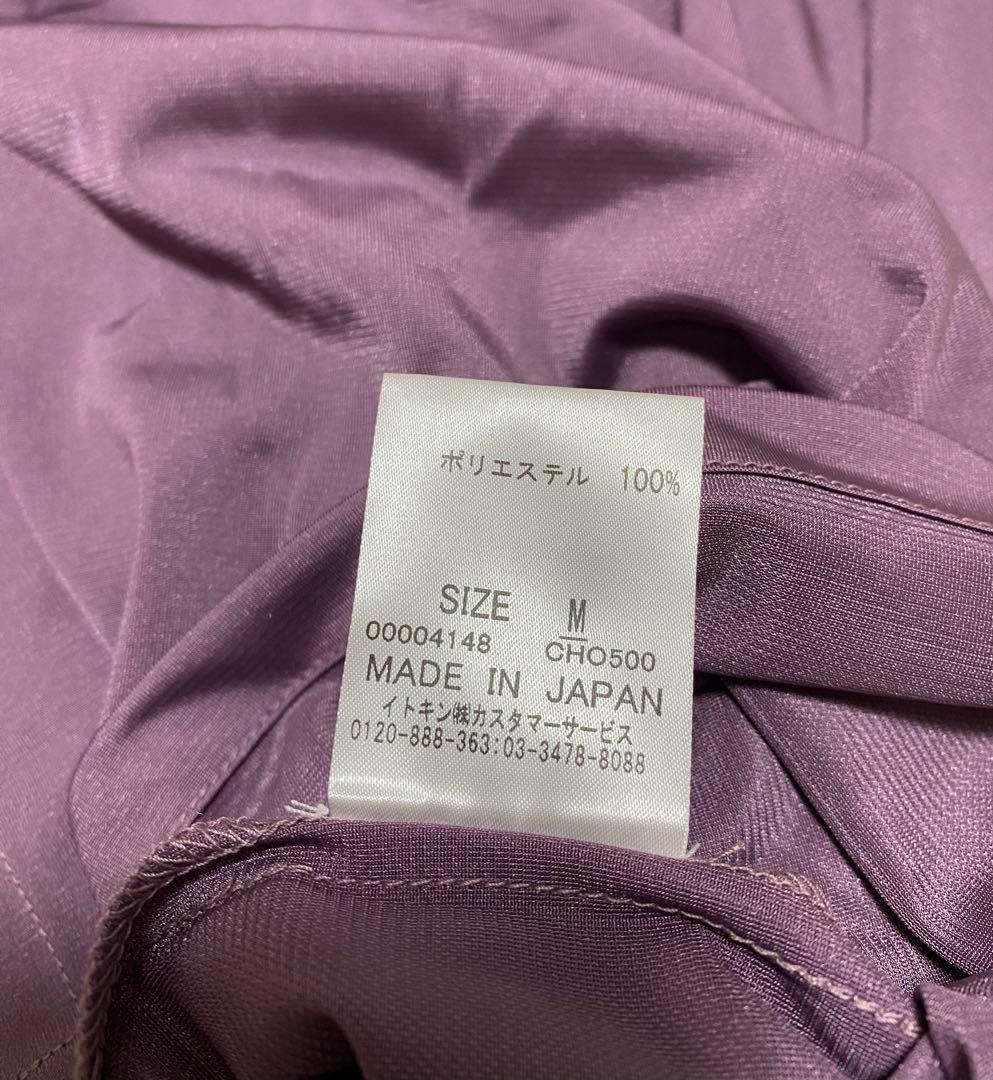 ポリエステル 100%
SIZE M
00004148 CHO500
MADE IN JAPAN
イトキン㈱カスタマーサービス
0120-888-363:03-3478-8088